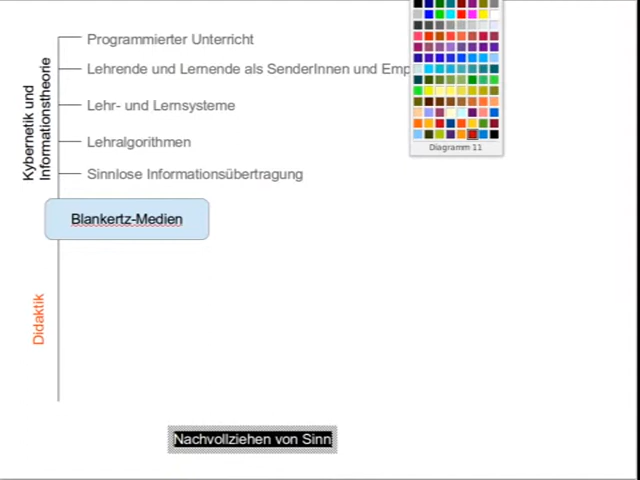 Programmierter Unterricht
Lehrende und Lernende als SenderInnen und Emp
Lehr- und Lernsysteme
Lehralgorithmen
Sinnlose Informationsübertragung
Kybernetik und
Informationstheorie
Blankertz-Medien
Didaktik
Nachvollziehen von Sinn
Diagramm 11